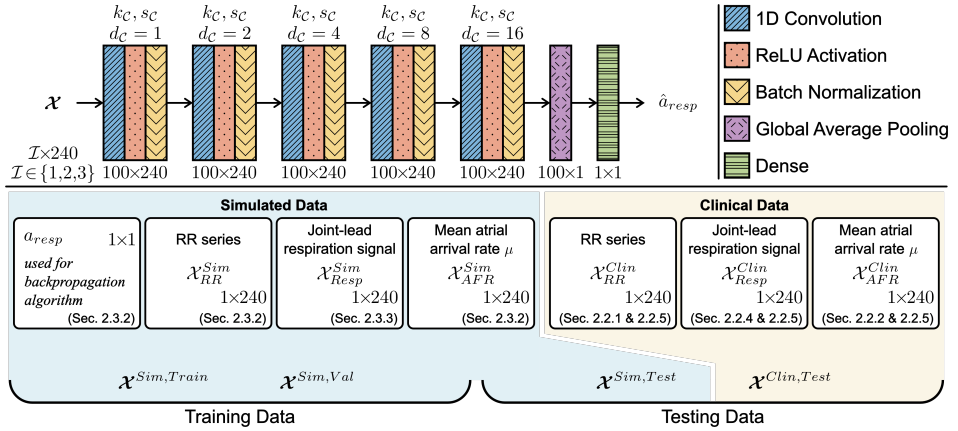 k_C, s_C
d_C = 1
k_C, s_C
d_C = 2
k_C, s_C
d_C = 4
k_C, s_C
d_C = 8
k_C, s_C
d_C = 16
𝓧
â_resp
ℐ×240
ℐ∈{1,2,3}
100×240
100×240
100×240
100×240
100×240
100×1
1×1
1D Convolution
ReLU Activation
Batch Normalization
Global Average Pooling
Dense
Simulated Data
a_resp 1×1
used for
backpropagation
algorithm
(Sec. 2.3.2)
RR series
𝒳_RR^Sim
1×240
(Sec. 2.3.2)
Joint-lead
respiration signal
𝒳_Resp^Sim
1×240
(Sec. 2.3.3)
Mean atrial
arrival rate μ
𝒳_AFR^Sim
1×240
(Sec. 2.3.2)
Clinical Data
RR series
𝒳_RR^Clin
1×240
(Sec. 2.2.1 & 2.2.5)
Joint-lead
respiration signal
𝒳_Resp^Clin
1×240
(Sec. 2.2.4 & 2.2.5)
Mean atrial
arrival rate μ
𝒳_AFR^Clin
1×240
(Sec. 2.2.2 & 2.2.5)
𝓧^Sim,Train
𝓧^Sim,Val
𝓧^Sim,Test
𝓧^Clin,Test
Training Data
Testing Data